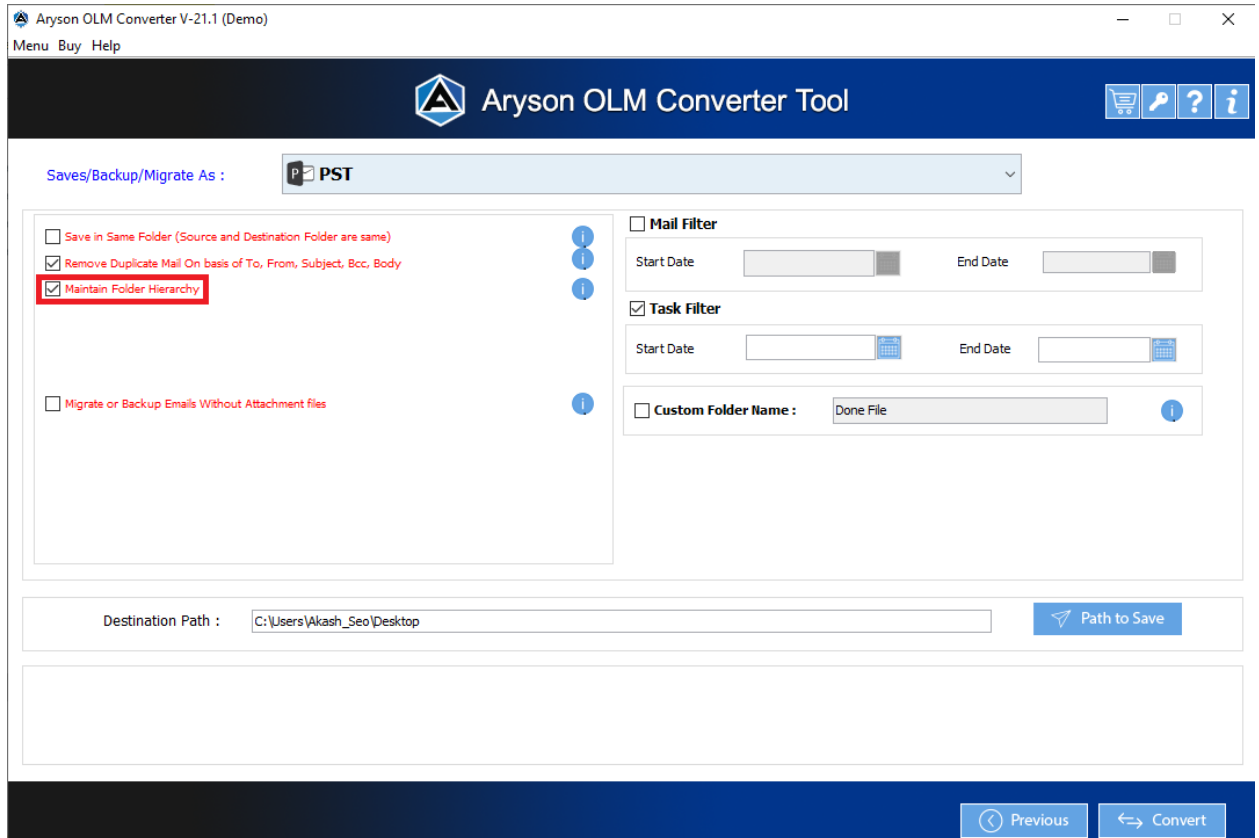 Aryson OLM Converter V-21.1 (Demo)
Menu Buy Help
Aryson OLM Converter Tool
Saves/Backup/Migrate As :
PST
Save in Same Folder (Source and Destination Folder are same)
Remove Duplicate Mail On basis of To, From, Subject, Bcc, Body
Maintain Folder Hierarchy
Migrate or Backup Emails Without Attachment files
Mail Filter
Start Date End Date
Task Filter
Start Date End Date
Custom Folder Name : Done File
Destination Path : C:\Users\Akash_Seo\Desktop Path to Save
Previous Convert